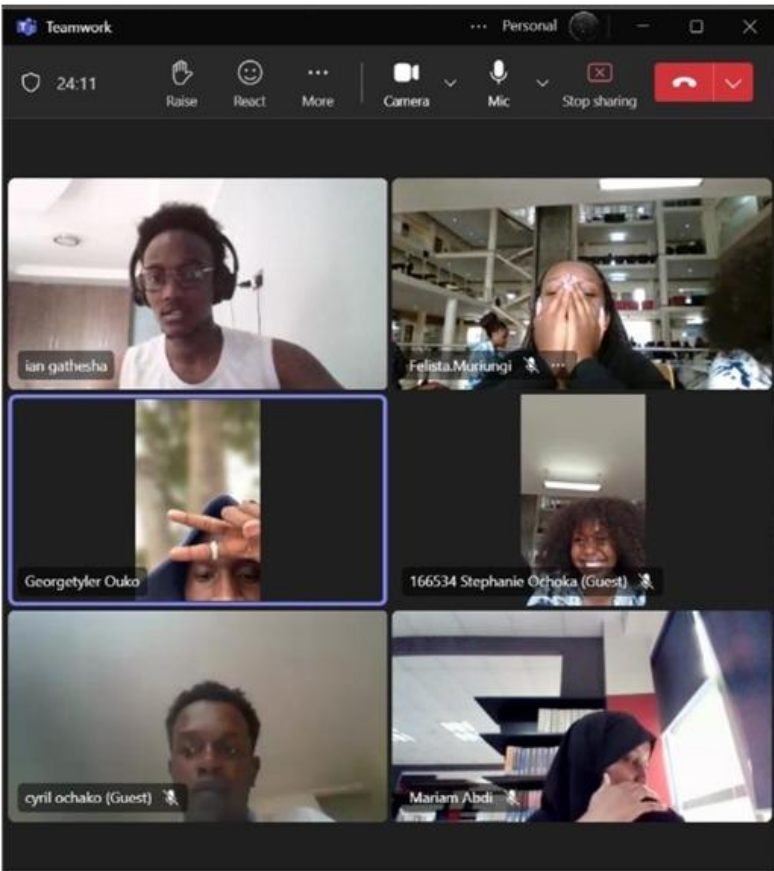 Teamwork
... Personal
24:11
Raise
React
More
Camera
Mic
Stop sharing
ian gathesha
Felista.Muriungi
Georgetyler Ouko
166534 Stephanie Ochoka (Guest)
cyril ochako (Guest)
Mariam Abdi